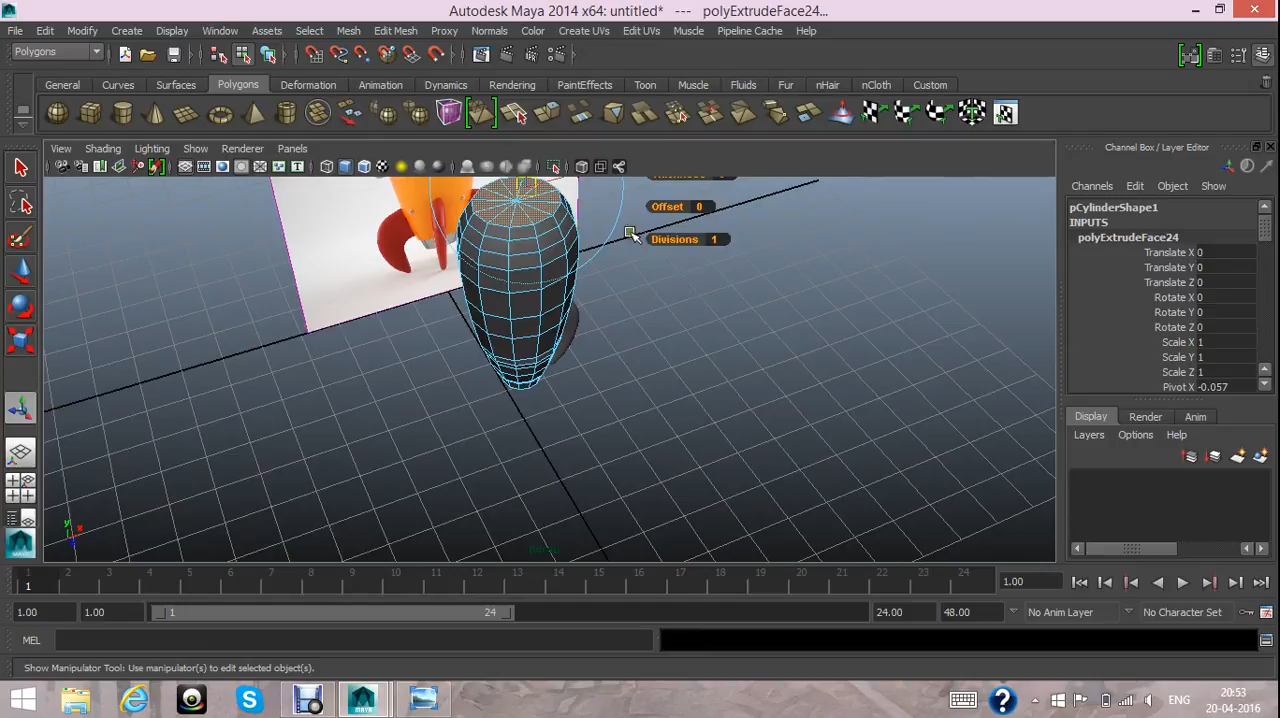 Autodesk Maya 2014 x64: untitled* --- polyExtrudeFace24...
File Edit Modify Create Display Window Assets Select Mesh Edit Mesh Proxy Normals Color Create UVs Edit UVs Muscle Pipeline Cache Help
Polygons
General Curves Surfaces Polygons Deformation Animation Dynamics Rendering PaintEffects Toon Muscle Fluids Fur nHair nCloth Custom
View Shading Lighting Show Renderer Panels
Channel Box / Layer Editor
Channels Edit Object Show
pCylinderShape1
INPUTS
polyExtrudeFace24
Translate X 0
Translate Y 0
Translate Z 0
Rotate X 0
Rotate Y 0
Rotate Z 0
Scale X 1
Scale Y 1
Scale Z 1
Pivot X -0.057
Offset 0
Divisions 1
Display Render Anim
Layers Options Help
y x z
persp
1 2 3 4 5 6 7 8 9 10 11 12 13 14 15 16 17 18 19 20 21 22 23 24
1
1.00
1.00 1.00 1 24 24.00 48.00 No Anim Layer No Character Set
MEL
Show Manipulator Tool: Use manipulator(s) to edit selected object(s).
ENG
20:53
20-04-2016